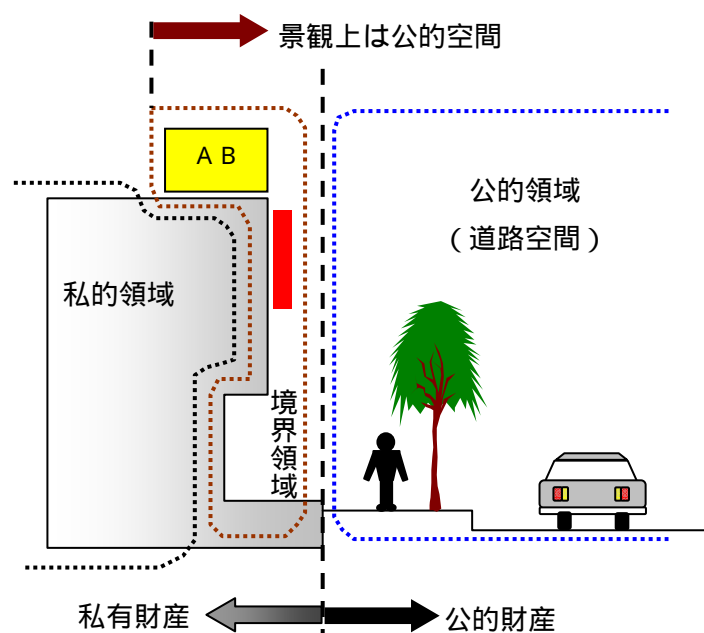 景観上は公的空間
A B
公的領域
(道路空間)
私的領域
境界領域
私有財産
公的財産